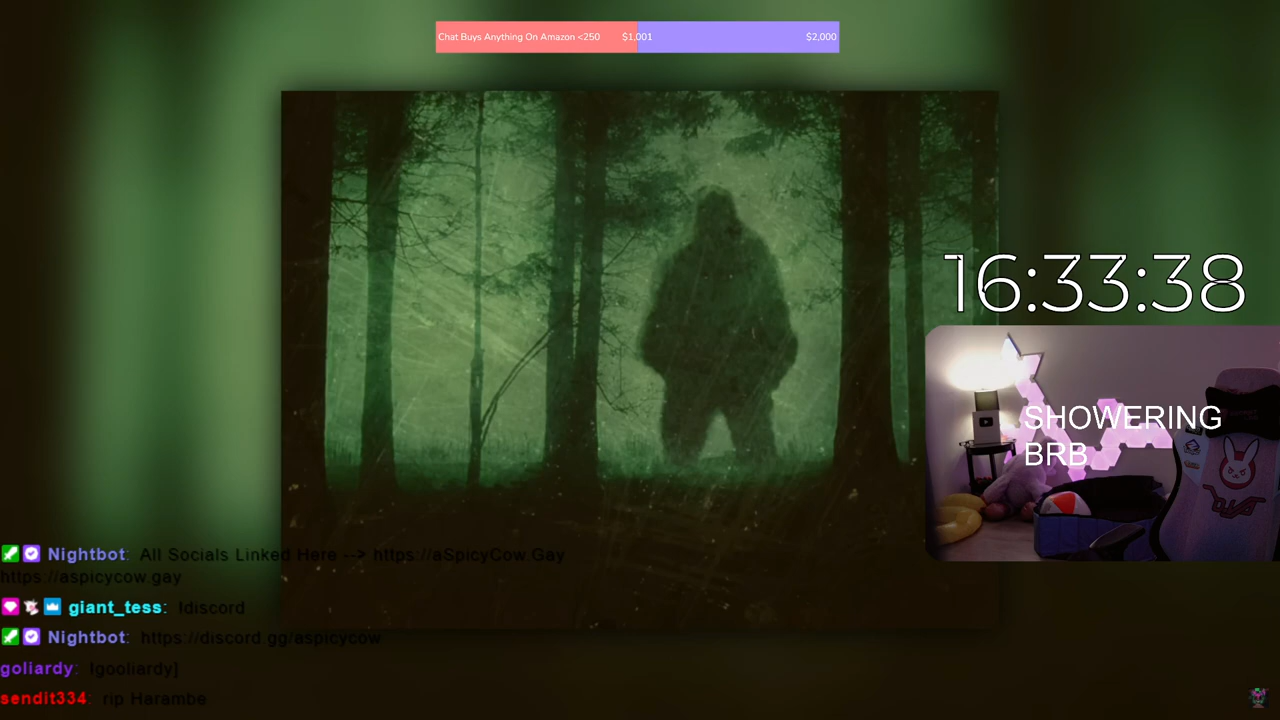 Chat Buys Anything On Amazon <250 $1,001 $2,000
16:33:38
SHOWERING
BRB
Nightbot: All Socials Linked Here --> https://aSpicyCow.Gay
https://aspicycow.gay
giant_tess: !discord
Nightbot: https://discord.gg/aspicycow
goliardy: !gooliardy]
sendit334: rip Harambe